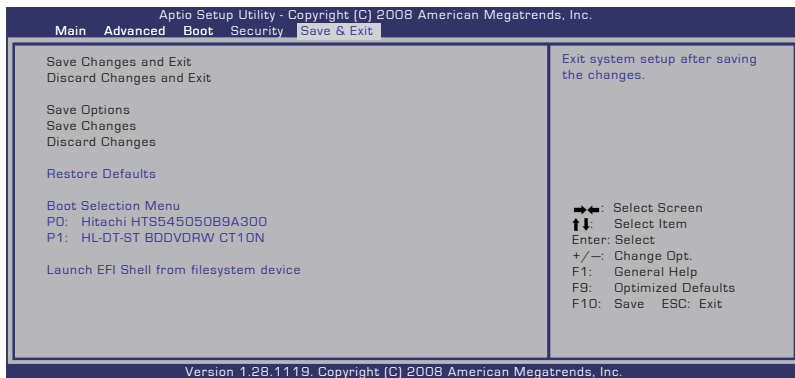 Aptio Setup Utility - Copyright (C) 2008 American Megatrends, Inc.
Main Advanced Boot Security Save & Exit
Save Changes and Exit
Discard Changes and Exit
Save Options
Save Changes
Discard Changes
Restore Defaults
Boot Selection Menu
P0: Hitachi HTS545050B9A300
P1: HL-DT-ST BDDVDRW CT10N
Launch EFI Shell from filesystem device
Exit system setup after saving
the changes.
→←: Select Screen
↑↓: Select Item
Enter: Select
+/—: Change Opt.
F1: General Help
F9: Optimized Defaults
F10: Save ESC: Exit
Version 1.28.1119. Copyright (C) 2008 American Megatrends, Inc.